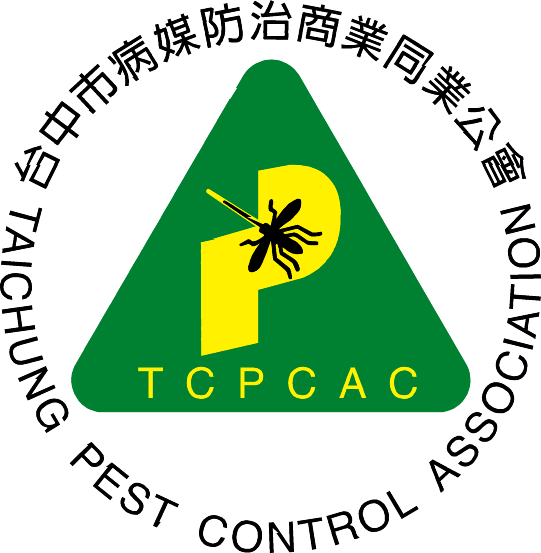 台中市病媒防治商業同業公會
P
TCPCAC
TAICHUNG PEST CONTROL ASSOCIATION